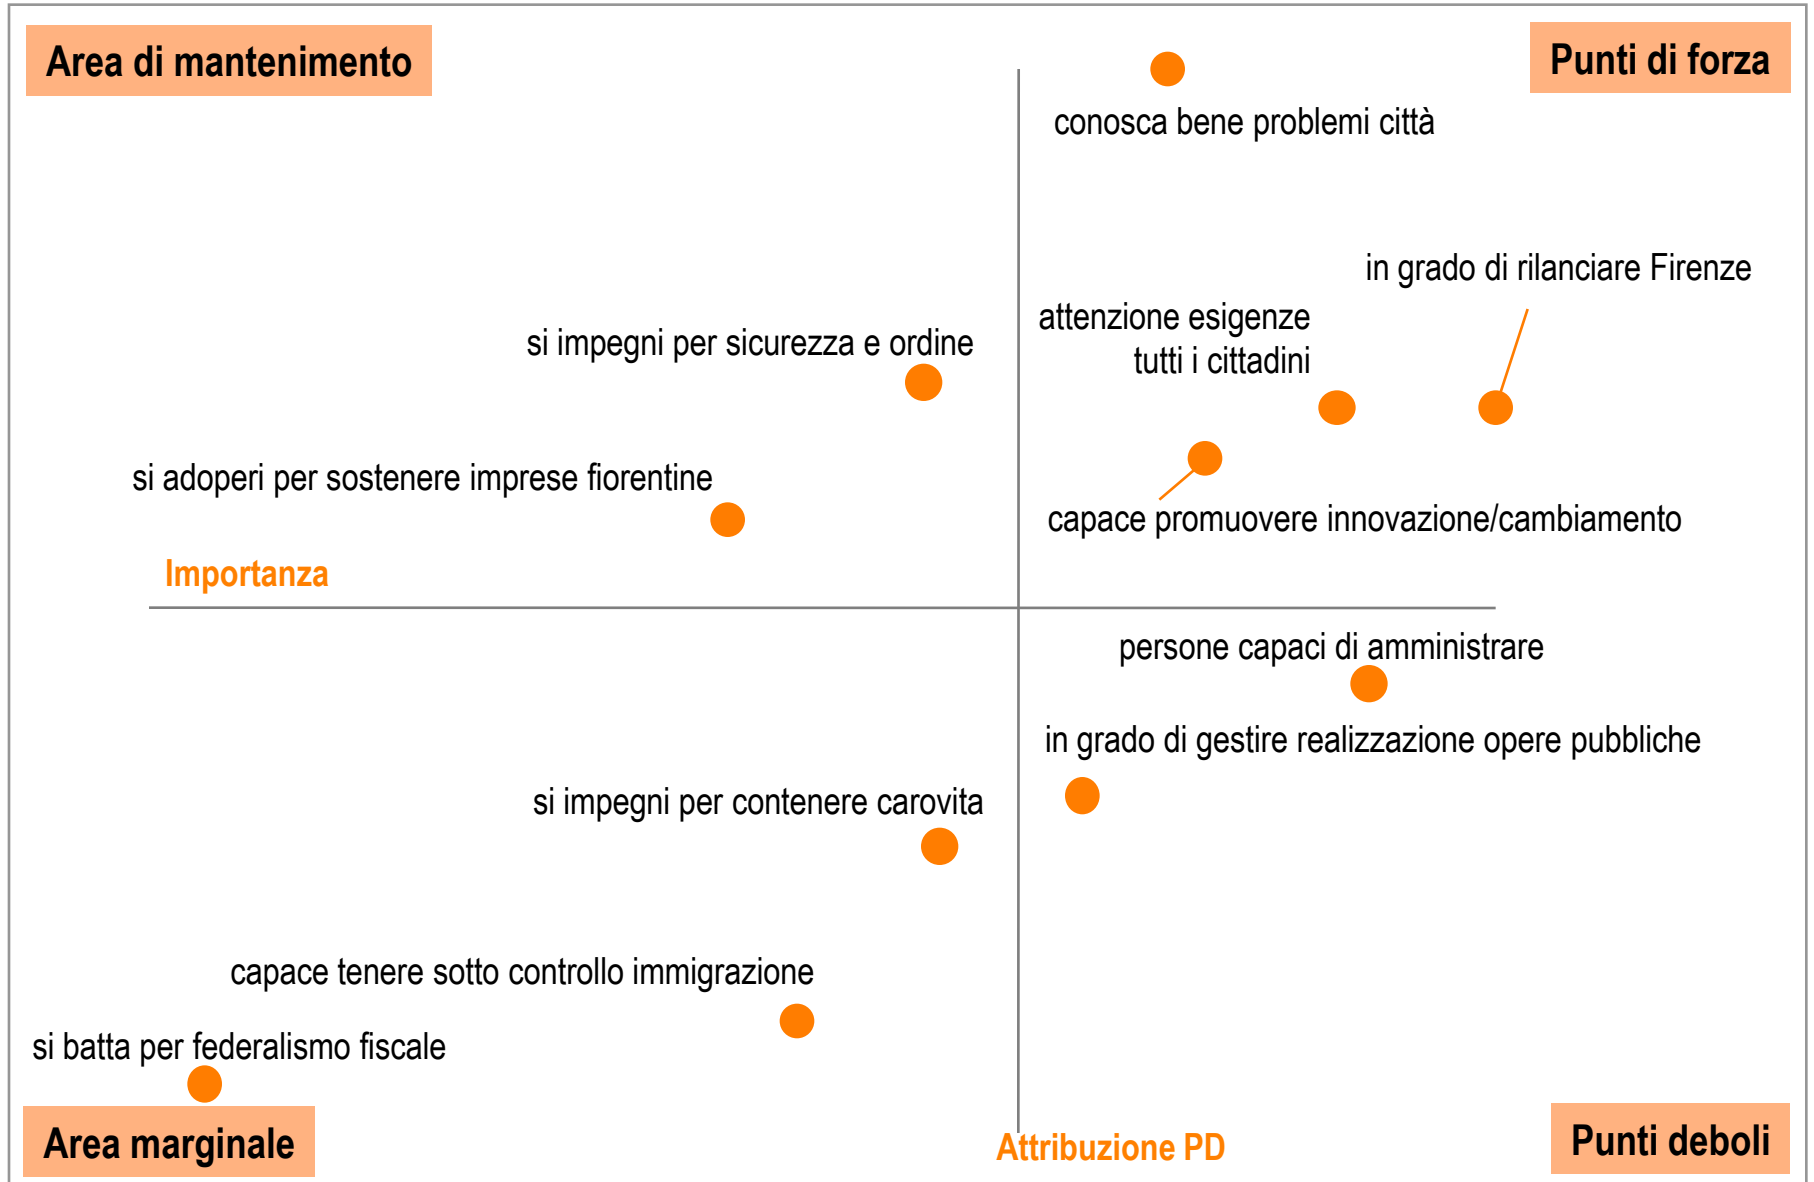 Area di mantenimento
Punti di forza
conosca bene problemi città
in grado di rilanciare Firenze
attenzione esigenze
tutti i cittadini
si impegni per sicurezza e ordine
si adoperi per sostenere imprese fiorentine
capace promuovere innovazione/cambiamento
Importanza
persone capaci di amministrare
in grado di gestire realizzazione opere pubbliche
si impegni per contenere carovita
capace tenere sotto controllo immigrazione
si batta per federalismo fiscale
Area marginale
Attribuzione PD
Punti deboli